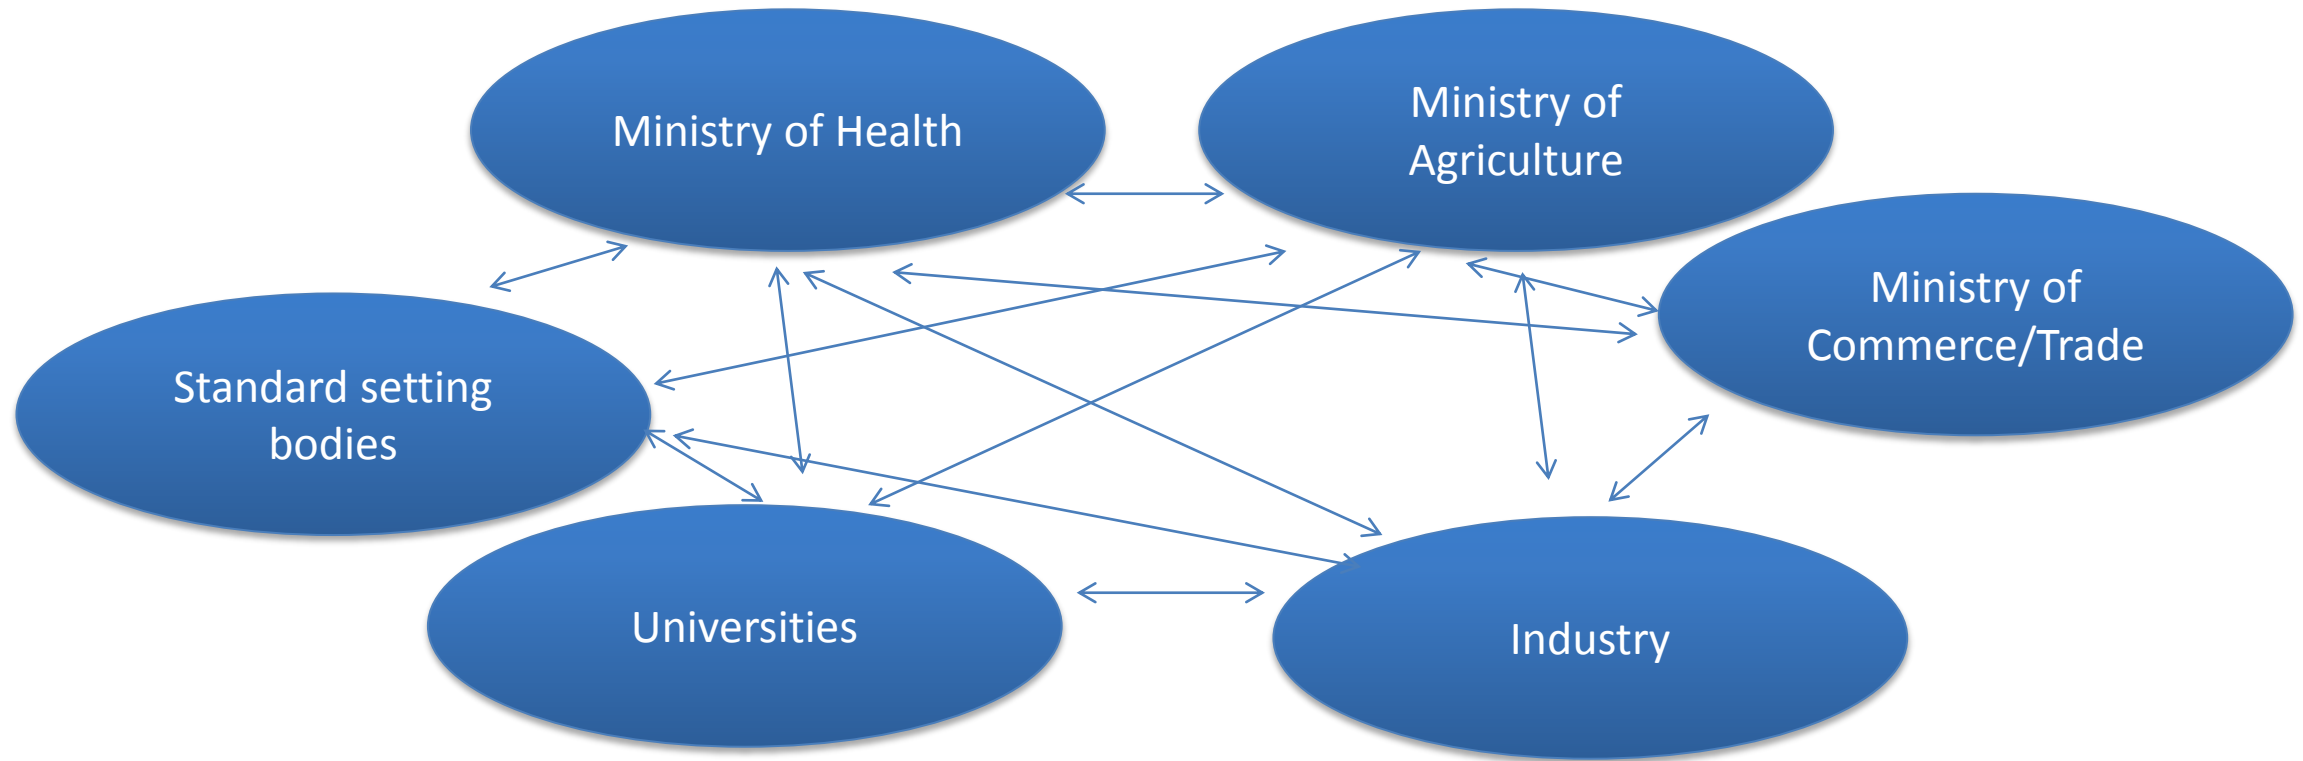 Ministry of Health
Ministry of
Agriculture
Ministry of
Commerce/Trade
Standard setting
bodies
Universities
Industry